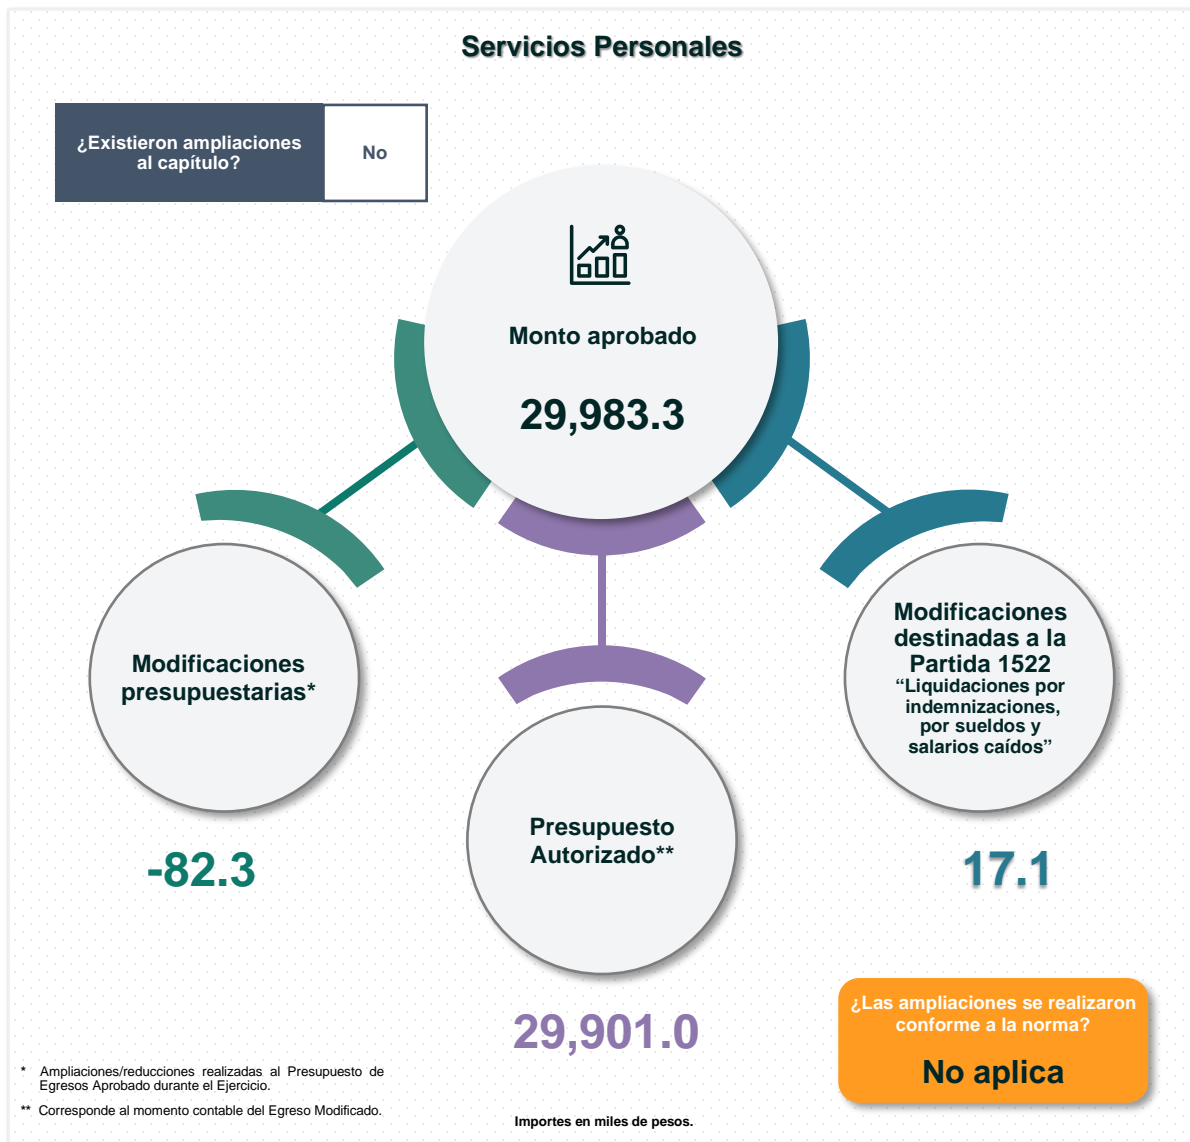 Servicios Personales
¿Existieron ampliaciones
al capítulo?
No
Monto aprobado
29,983.3
Modificaciones
presupuestarias*
-82.3
Presupuesto
Autorizado**
29,901.0
Modificaciones
destinadas a la
Partida 1522
“Liquidaciones por
indemnizaciones,
por sueldos y
salarios caídos”
17.1
¿Las ampliaciones se realizaron
conforme a la norma?
No aplica
* Ampliaciones/reducciones realizadas al Presupuesto de
Egresos Aprobado durante el Ejercicio.
** Corresponde al momento contable del Egreso Modificado.
Importes en miles de pesos.